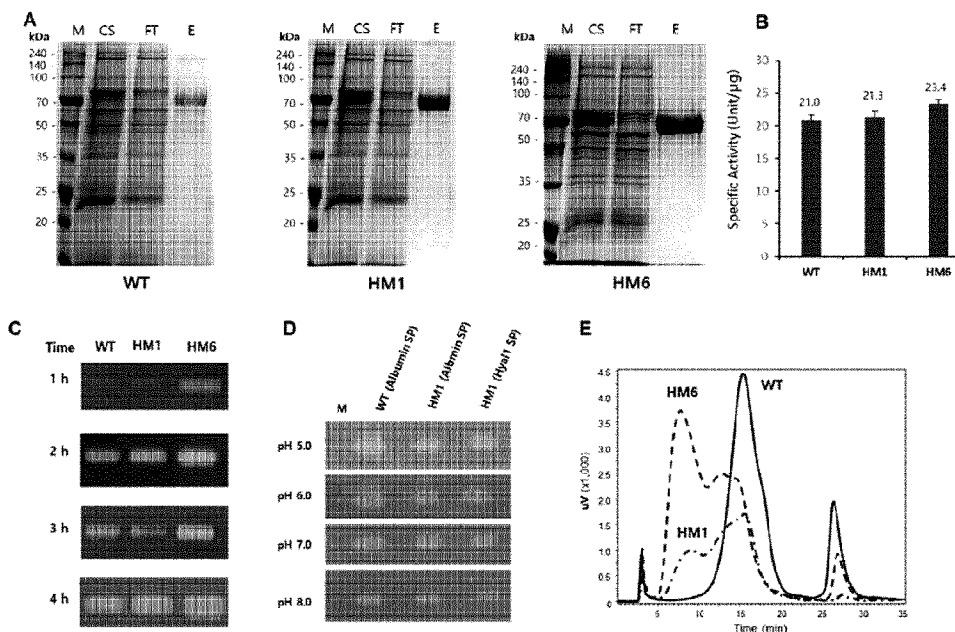 A
kDa M CS FT E
240 -
140 -
100 -
70 -
50 -
35 -
25 -
20 -
WT
kDa M CS FT E
240 -
140 -
100 -
70 -
50 -
35 -
25 -
20 -
HM1
kDa M CS FT E
240 -
140 -
100 -
70 -
50 -
35 -
25 -
20 -
HM6
B
Specific Activity (Unit/µg)
30
25
20
15
10
5
0
21.0 21.3 23.4
WT HM1 HM6
C
Time WT HM1 HM6
1 h
2 h
3 h
4 h
D
M WT (Albumin SP) HM1 (Albmin SP) HM1 (Hyal1 SP)
pH 5.0
pH 6.0
pH 7.0
pH 8.0
E
uV (x1,000)
4.0
3.5
3.0
2.5
2.0
1.5
1.0
0.5
0.0
HM6
WT
HM1
5 10 15 20 25 30 35
Time (min)